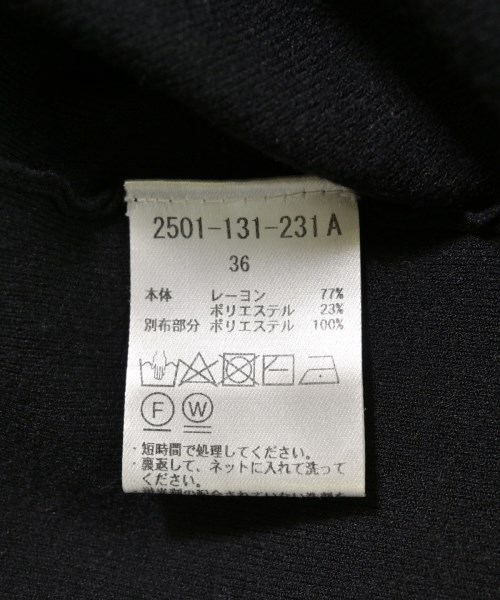 2501-131-231A
36
本体 レーヨン 77%
ポリエステル 23%
別布部分 ポリエステル 100%
F W
・短時間で処理してください。
・裏返して、ネットに入れて洗って
ください。